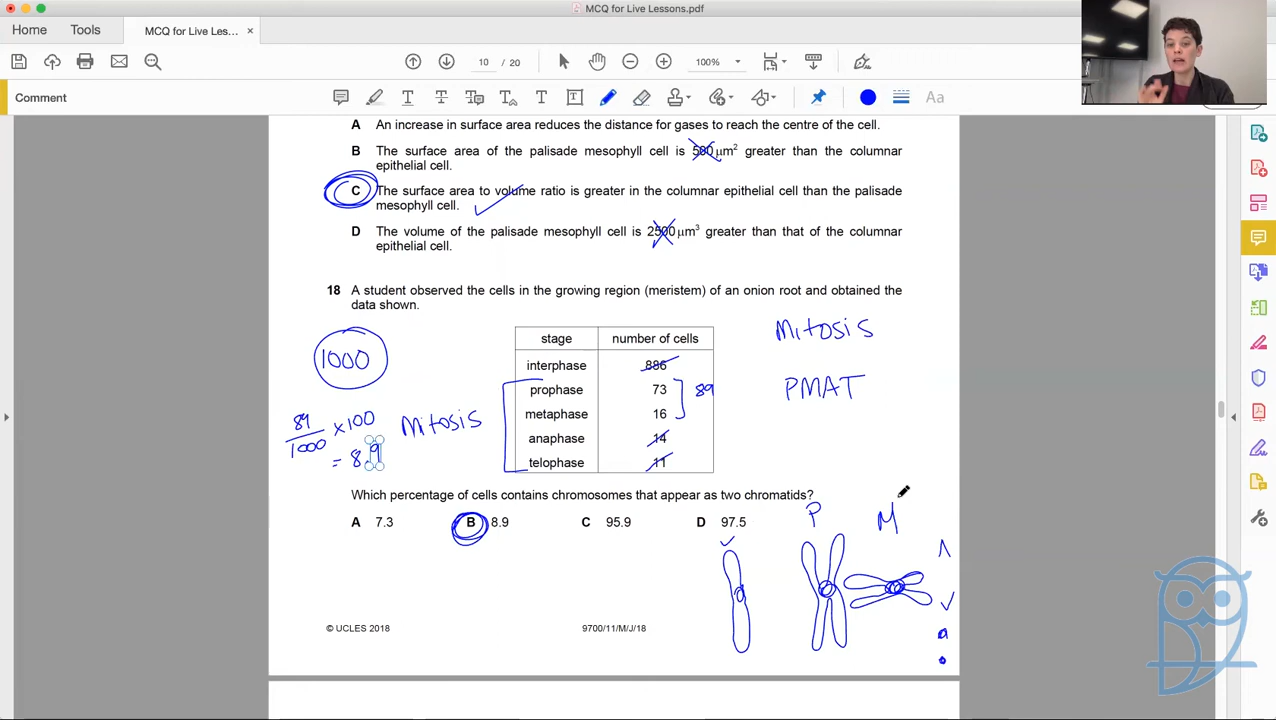 MCQ for Live Lessons.pdf
Home
Tools
MCQ for Live Les... ×
10 / 20
100%
Comment
Aa
A An increase in surface area reduces the distance for gases to reach the centre of the cell.
B The surface area of the palisade mesophyll cell is 500 μm² greater than the columnar
epithelial cell.
C The surface area to volume ratio is greater in the columnar epithelial cell than the palisade
mesophyll cell.
D The volume of the palisade mesophyll cell is 2500 μm³ greater than that of the columnar
epithelial cell.
18 A student observed the cells in the growing region (meristem) of an onion root and obtained the
data shown.
1000
stage number of cells
interphase 886
prophase 73
metaphase 16
anaphase 14
telophase 11
89
Mitosis
PMAT
89/1000 ×100
= 8.9
Mitosis
Which percentage of cells contains chromosomes that appear as two chromatids?
A 7.3 B 8.9 C 95.9 D 97.5
P M
© UCLES 2018 9700/11/M/J/18